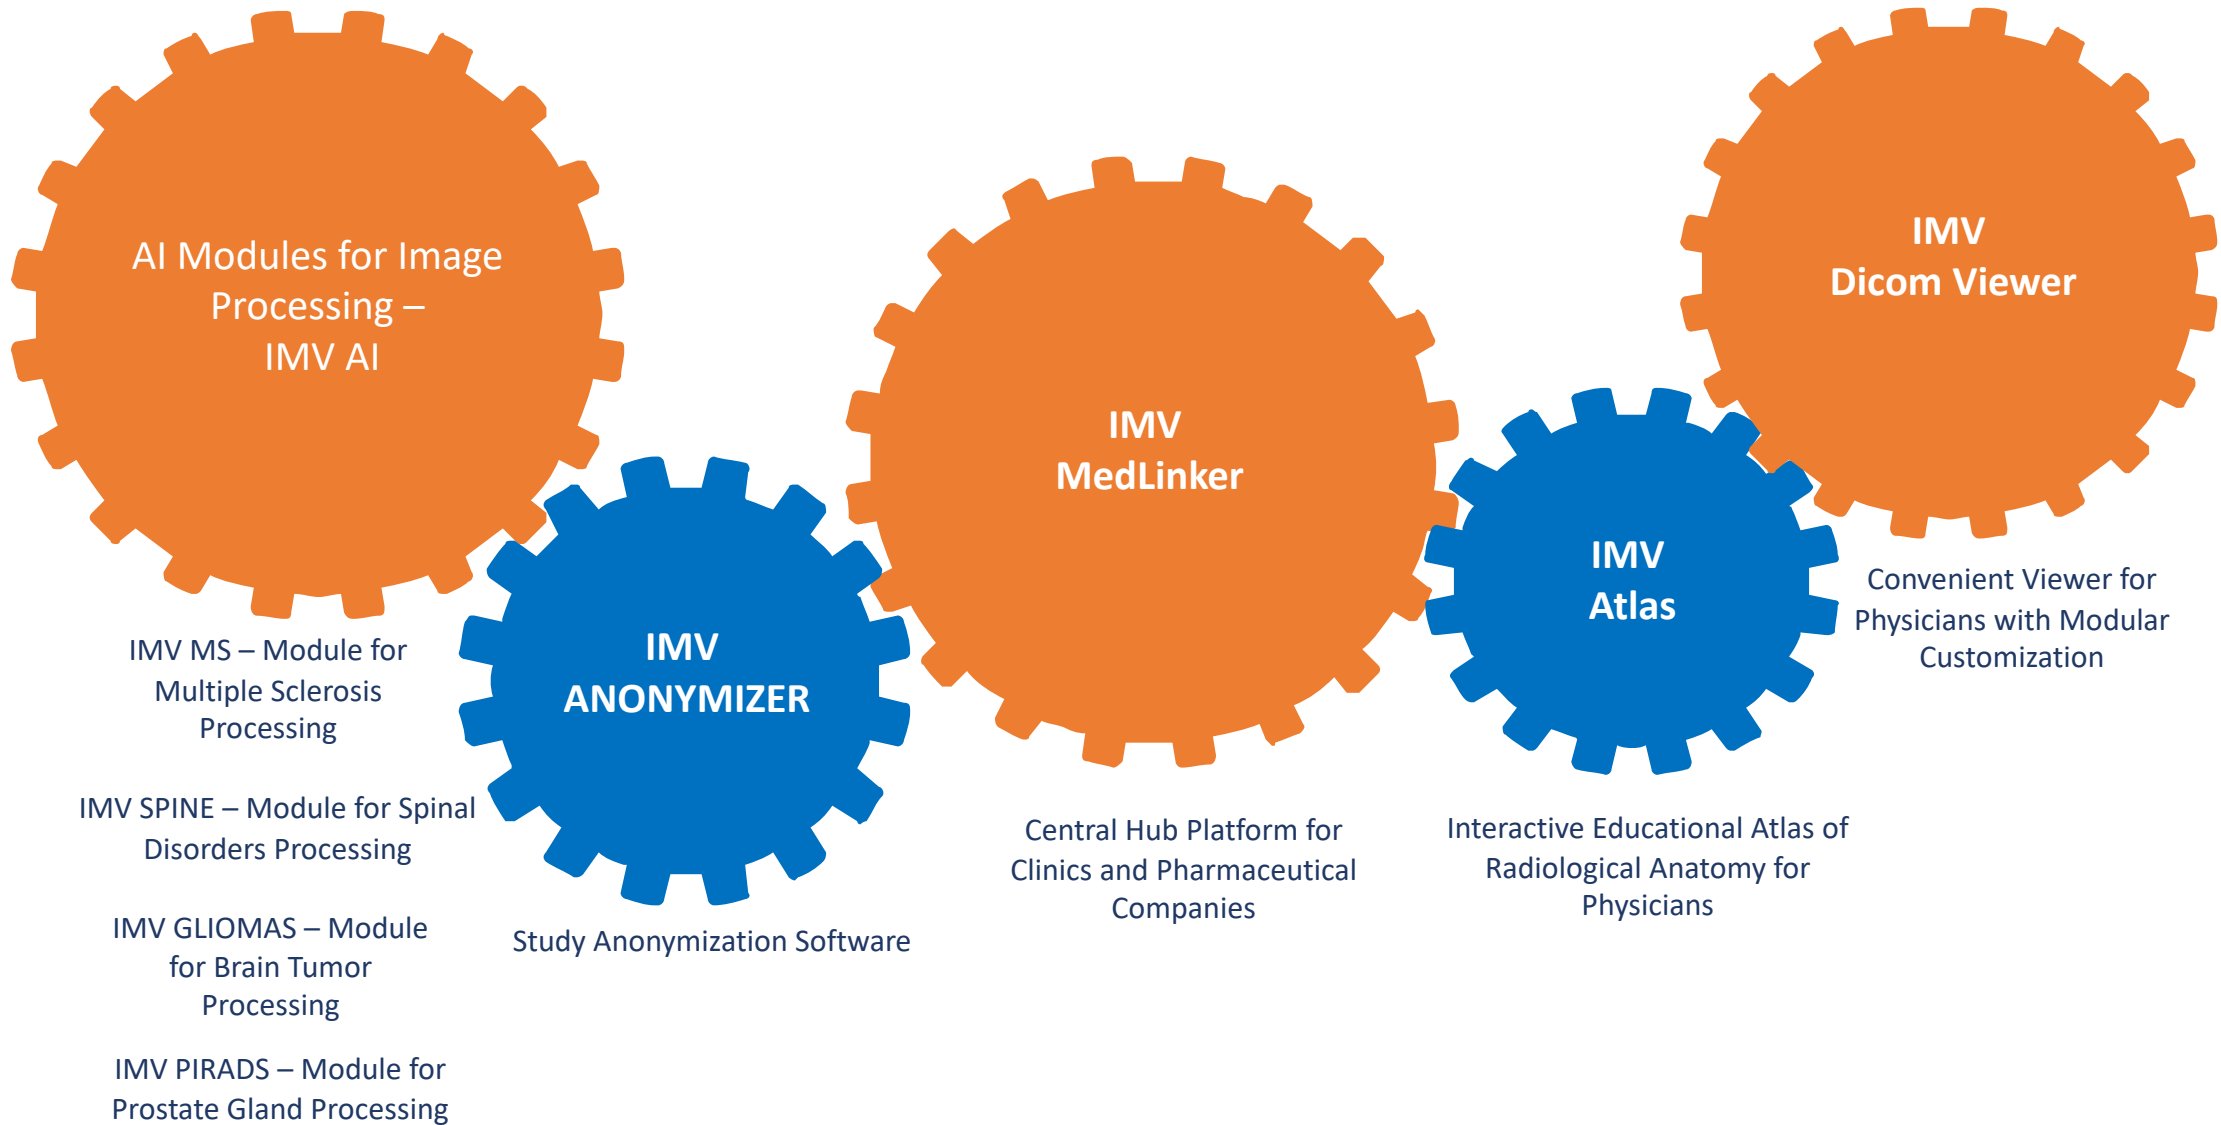 AI Modules for Image
Processing –
IMV AI
IMV MS – Module for
Multiple Sclerosis
Processing
IMV SPINE – Module for Spinal
Disorders Processing
IMV GLIOMAS – Module
for Brain Tumor
Processing
IMV PIRADS – Module for
Prostate Gland Processing
IMV
ANONYMIZER
Study Anonymization Software
IMV
MedLinker
Central Hub Platform for
Clinics and Pharmaceutical
Companies
IMV
Atlas
Interactive Educational Atlas of
Radiological Anatomy for
Physicians
IMV
Dicom Viewer
Convenient Viewer for
Physicians with Modular
Customization